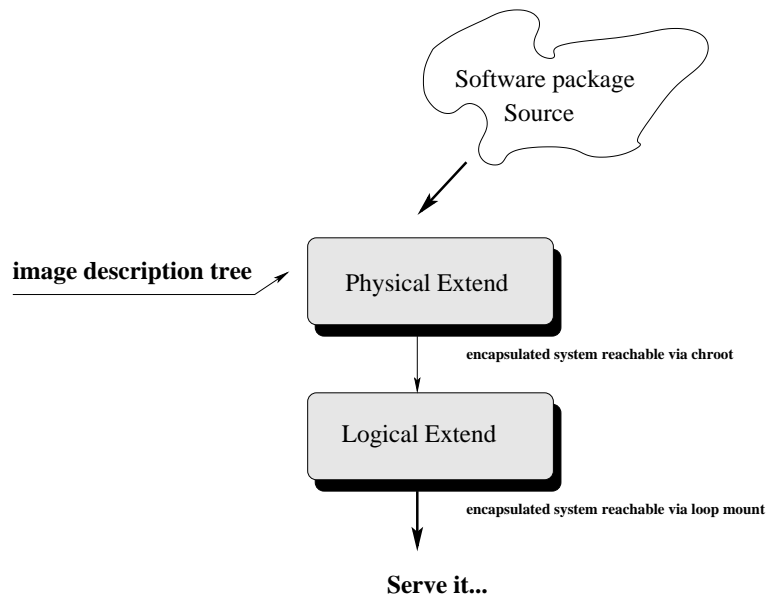 Software package
Source
image description tree
Physical Extend
encapsulated system reachable via chroot
Logical Extend
encapsulated system reachable via loop mount
Serve it...